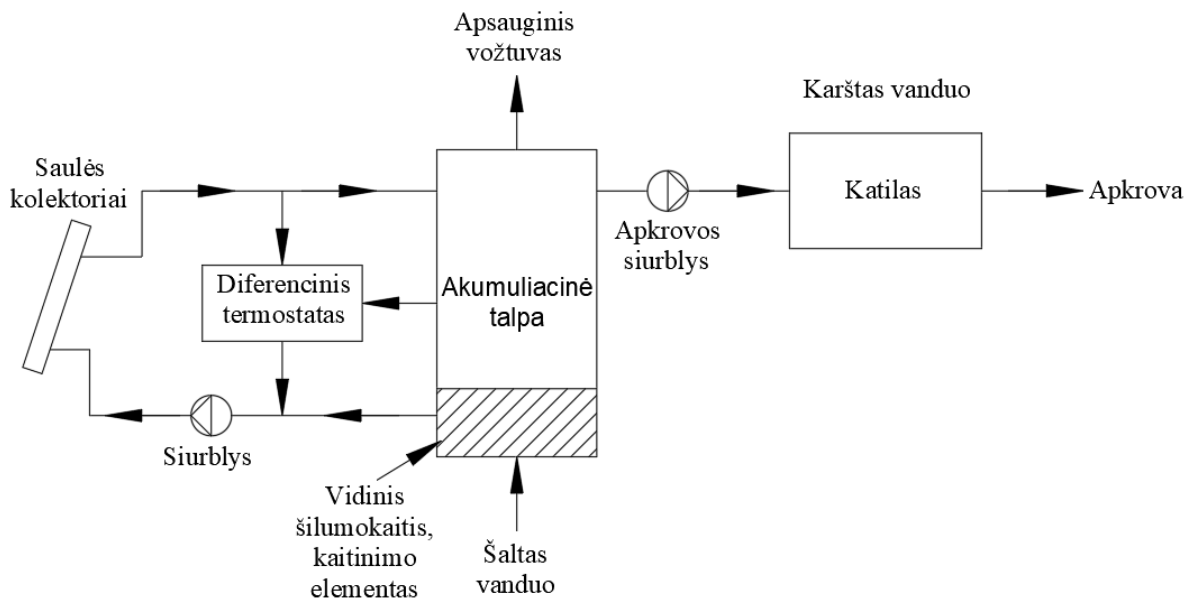 Apsauginis
vožtuvas
Karštas vanduo
Saulės
kolektoriai
Katilas
Apkrova
Apkrovos
siurblys
Diferencinis
termostatas
Akumuliacinė
talpa
Siurblys
Vidinis
šilumokaitis,
kaitinimo
elementas
Šaltas
vanduo